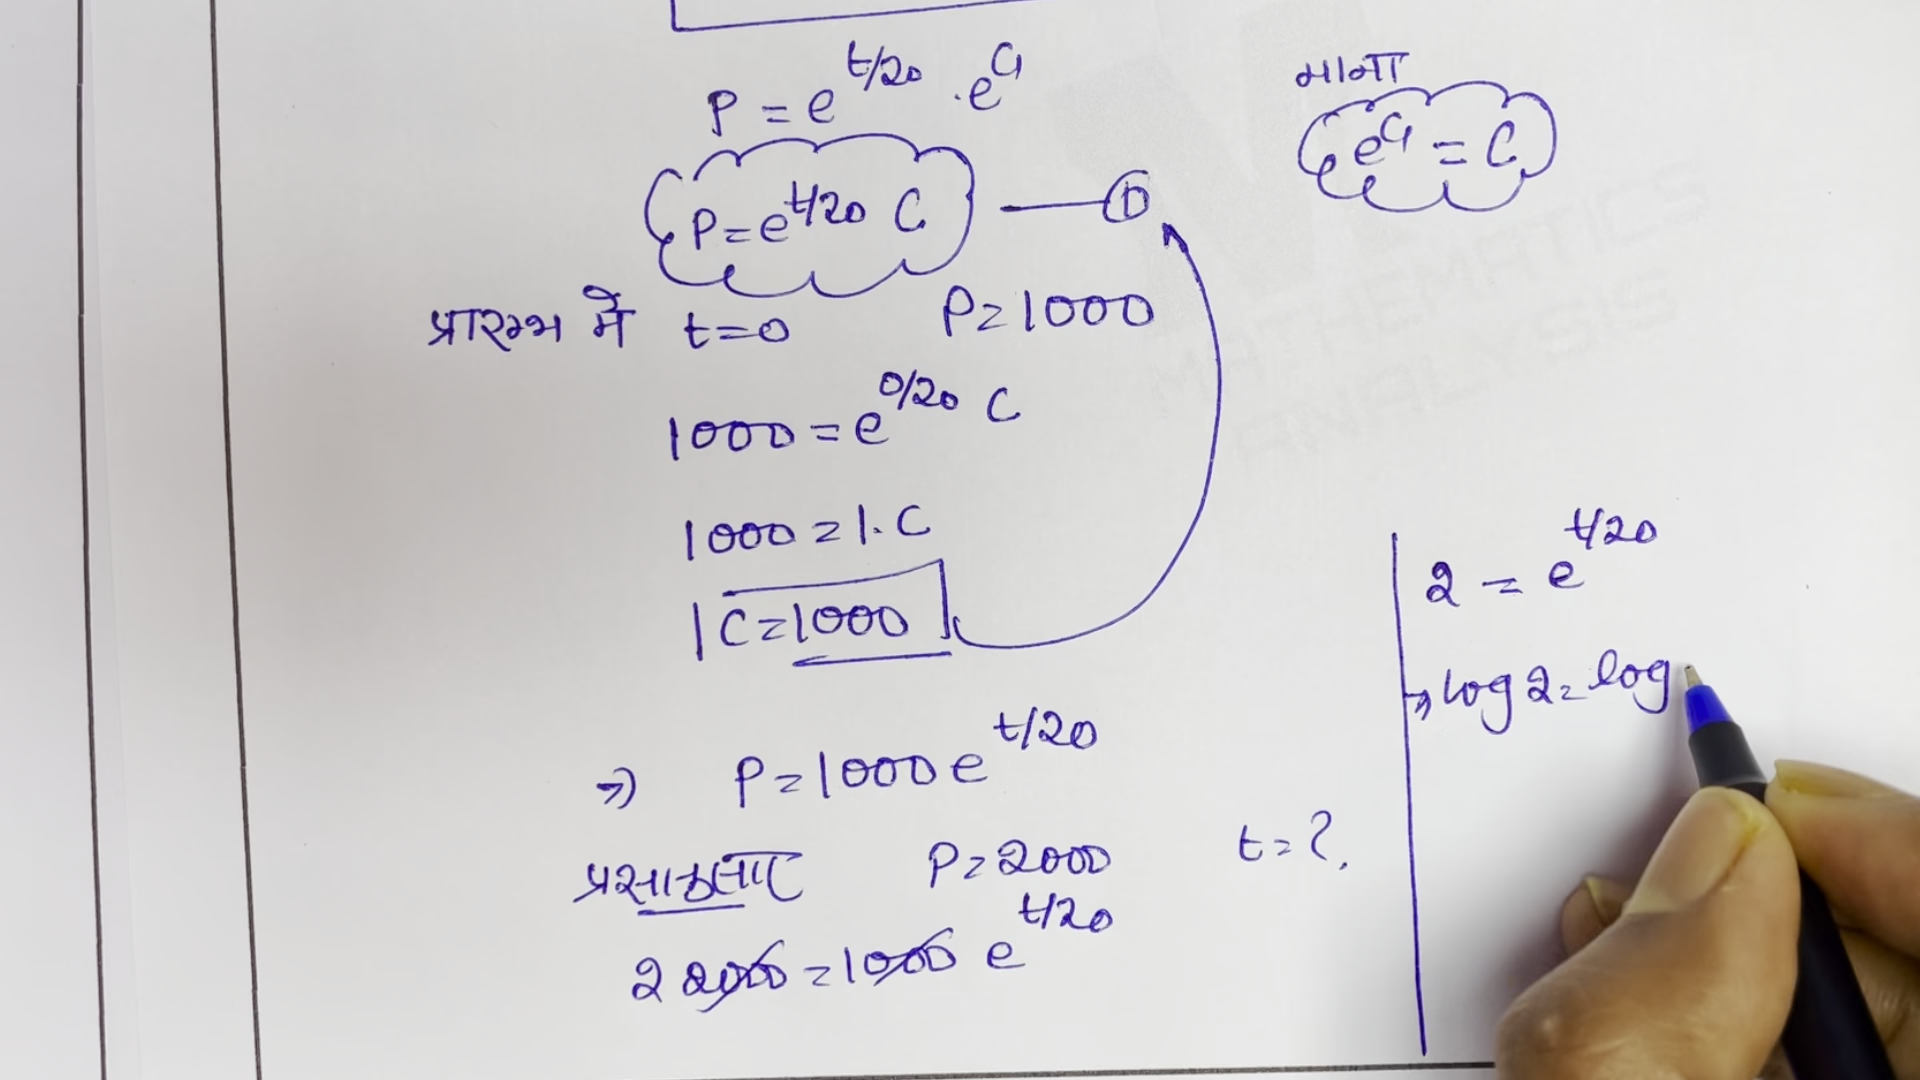 P = e^{t/20} . e^{C₁}
माना
e^{C₁} = C
P = e^{t/20} C — ①
प्रारम्भ में t=0 P=1000
1000 = e^{0/20} C
1000 = 1. C
C=1000
⇒ P=1000 e^{t/20}
P=2000 t=?.
2 2000 = 1000 e^{t/20}
2 = e^{t/20}
⇒ log 2 = log